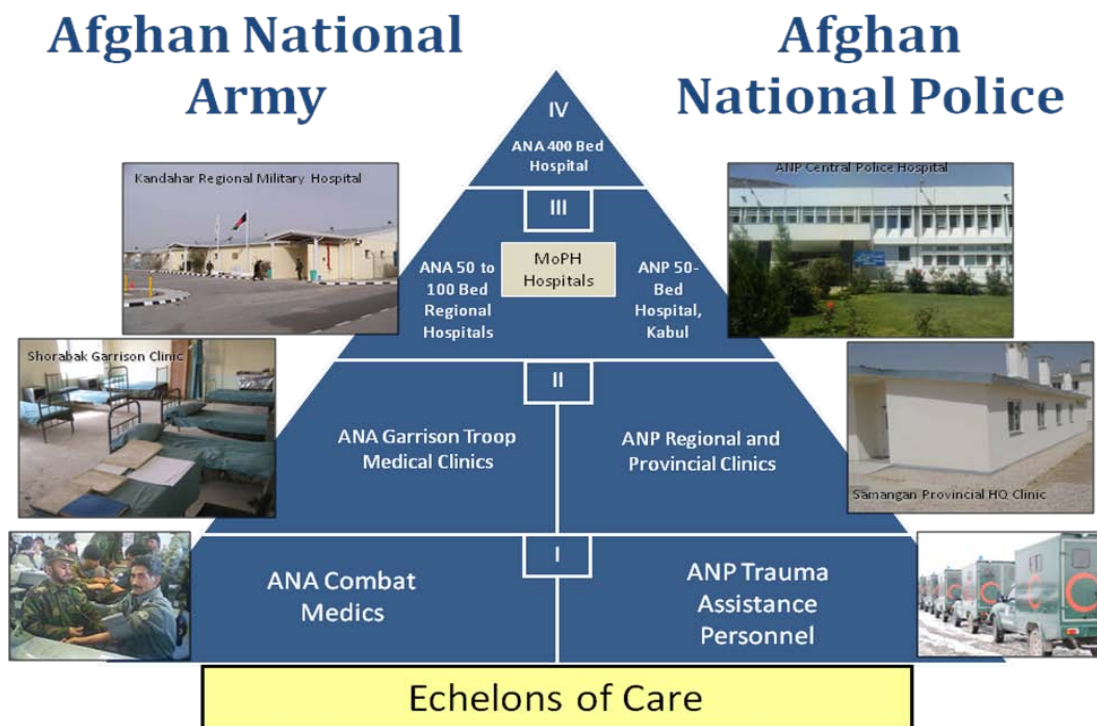 Afghan National
Army
Afghan
National Police
IV
ANA 400 Bed
Hospital
Kandahar Regional Military Hospital
ANP Central Police Hospital
III
MoPH
Hospitals
ANA 50 to
100 Bed
Regional
Hospitals
ANP 50-
Bed
Hospital,
Kabul
Shorabak Garrison Clinic
II
ANA Garrison Troop
Medical Clinics
ANP Regional and
Provincial Clinics
Samangan Provincial HQ Clinic
I
ANA Combat
Medics
ANP Trauma
Assistance
Personnel
Echelons of Care